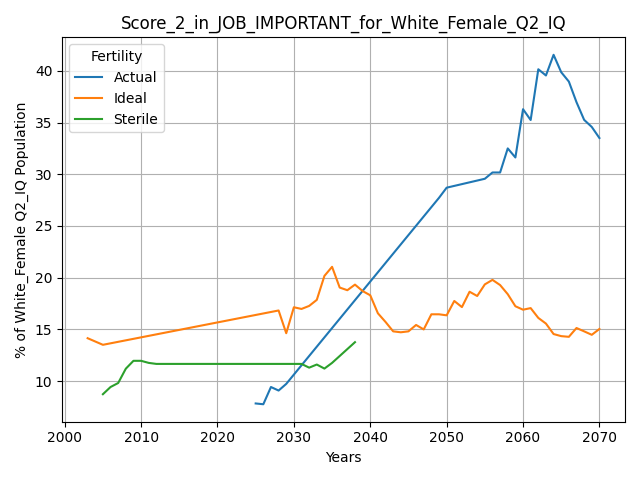 Score_2_in_JOB_IMPORTANT_for_White_Female_Q2_IQ
% of White_Female Q2_IQ Population
Fertility
Actual
Ideal
Sterile
40
35
30
25
20
15
10
2000 2010 2020 2030 2040 2050 2060 2070
Years